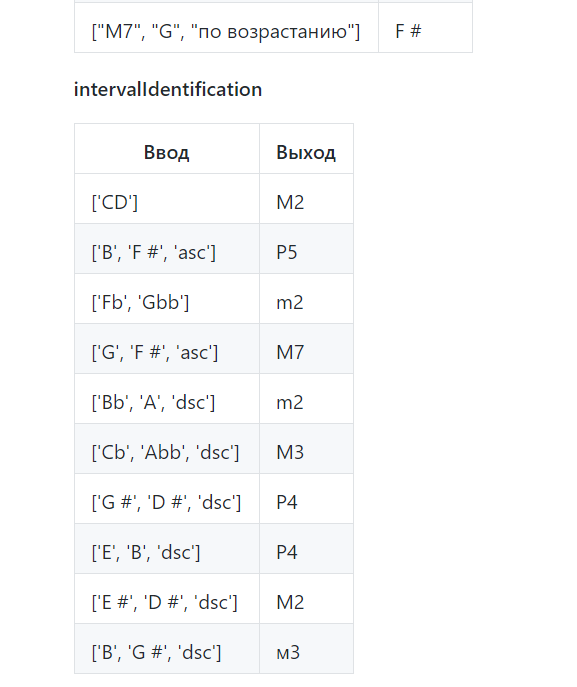 ["M7", "G", "по возрастанию"] F #
intervalIdentification
Ввод Выход
['CD'] M2
['B', 'F #', 'asc'] P5
['Fb', 'Gbb'] m2
['G', 'F #', 'asc'] M7
['Bb', 'A', 'dsc'] m2
['Cb', 'Abb', 'dsc'] M3
['G #', 'D #', 'dsc'] P4
['E', 'B', 'dsc'] P4
['E #', 'D #', 'dsc'] M2
['B', 'G #', 'dsc'] м3